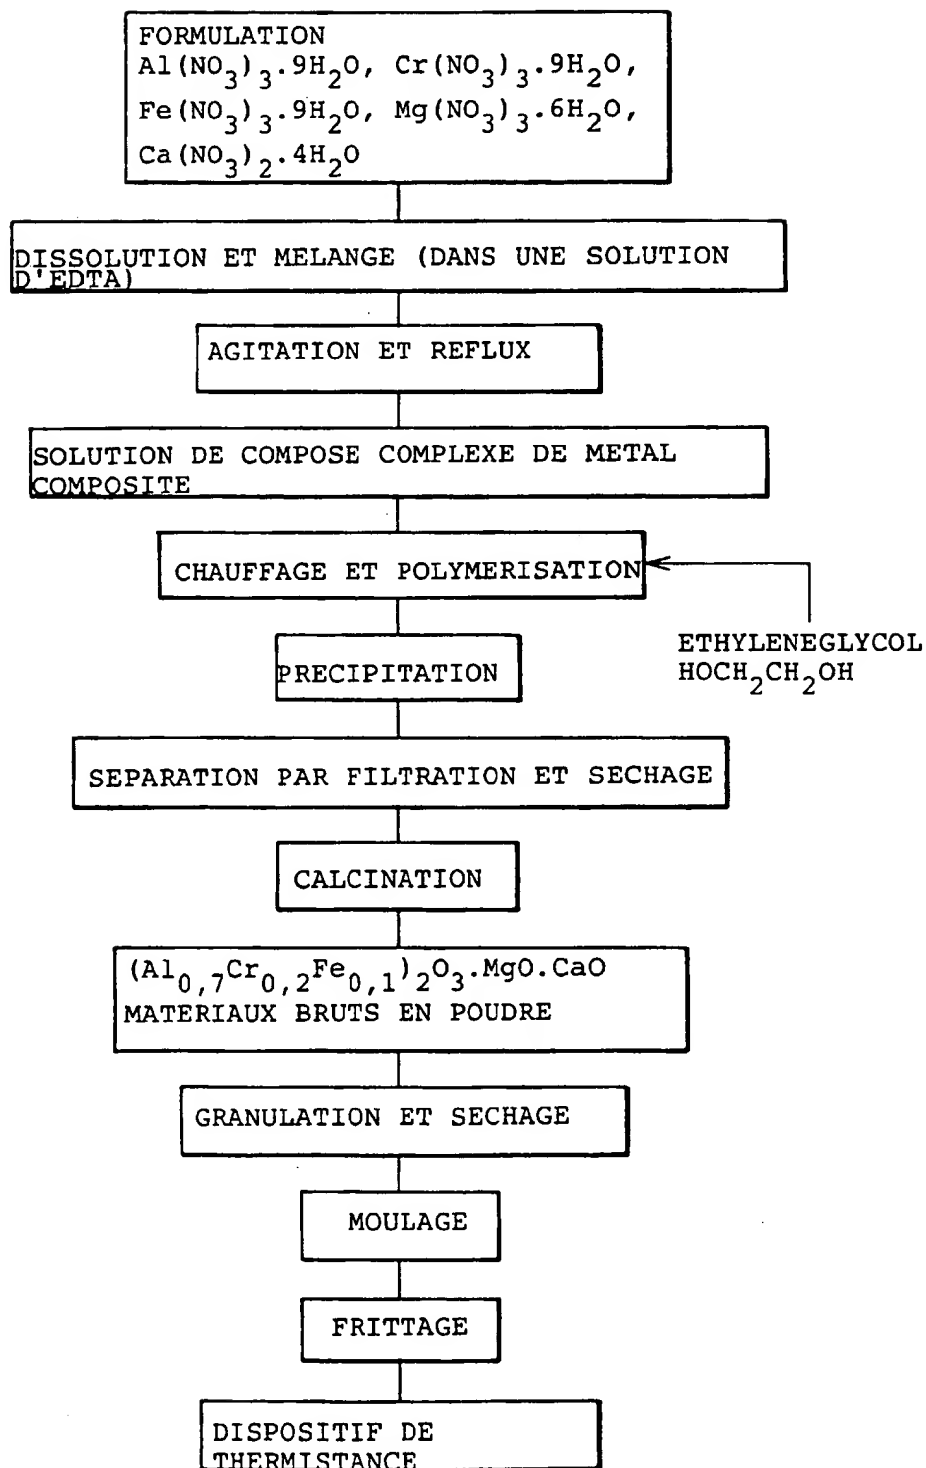 FORMULATION
Al(NO₃)₃.9H₂O, Cr(NO₃)₃.9H₂O,
Fe(NO₃)₃.9H₂O, Mg(NO₃)₃.6H₂O,
Ca(NO₃)₂.4H₂O
DISSOLUTION ET MELANGE (DANS UNE SOLUTION
D'EDTA)
AGITATION ET REFLUX
SOLUTION DE COMPOSE COMPLEXE DE METAL
COMPOSITE
CHAUFFAGE ET POLYMERISATION
ETHYLENEGLYCOL
HOCH₂CH₂OH
PRECIPITATION
SEPARATION PAR FILTRATION ET SECHAGE
CALCINATION
(Al₀,₇Cr₀,₂Fe₀,₁)₂O₃.MgO.CaO
MATERIAUX BRUTS EN POUDRE
GRANULATION ET SECHAGE
MOULAGE
FRITTAGE
DISPOSITIF DE
THERMISTANCE